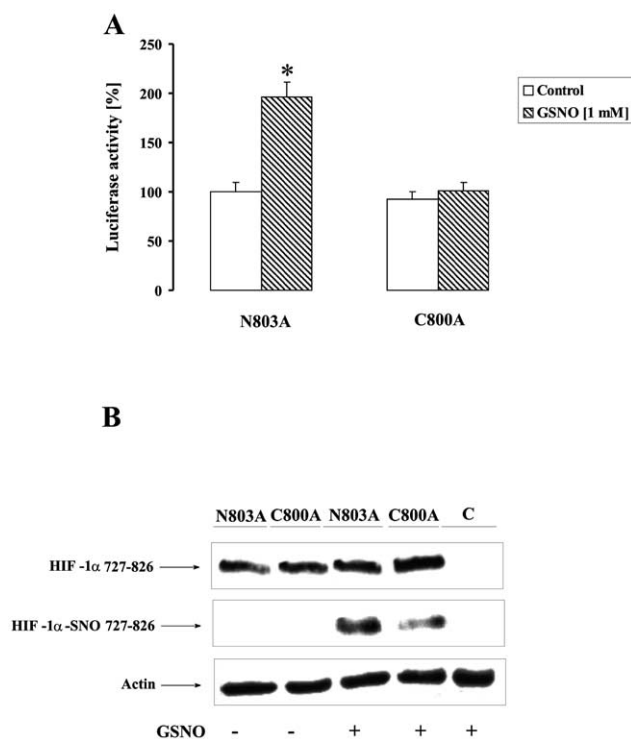 A
Luciferase activity [%]
250
200
150
100
50
0
*
Control
GSNO [1 mM]
N803A C800A
B
N803A C800A N803A C800A C
HIF -1α 727-826
HIF -1α -SNO 727-826
Actin
GSNO - - + + +